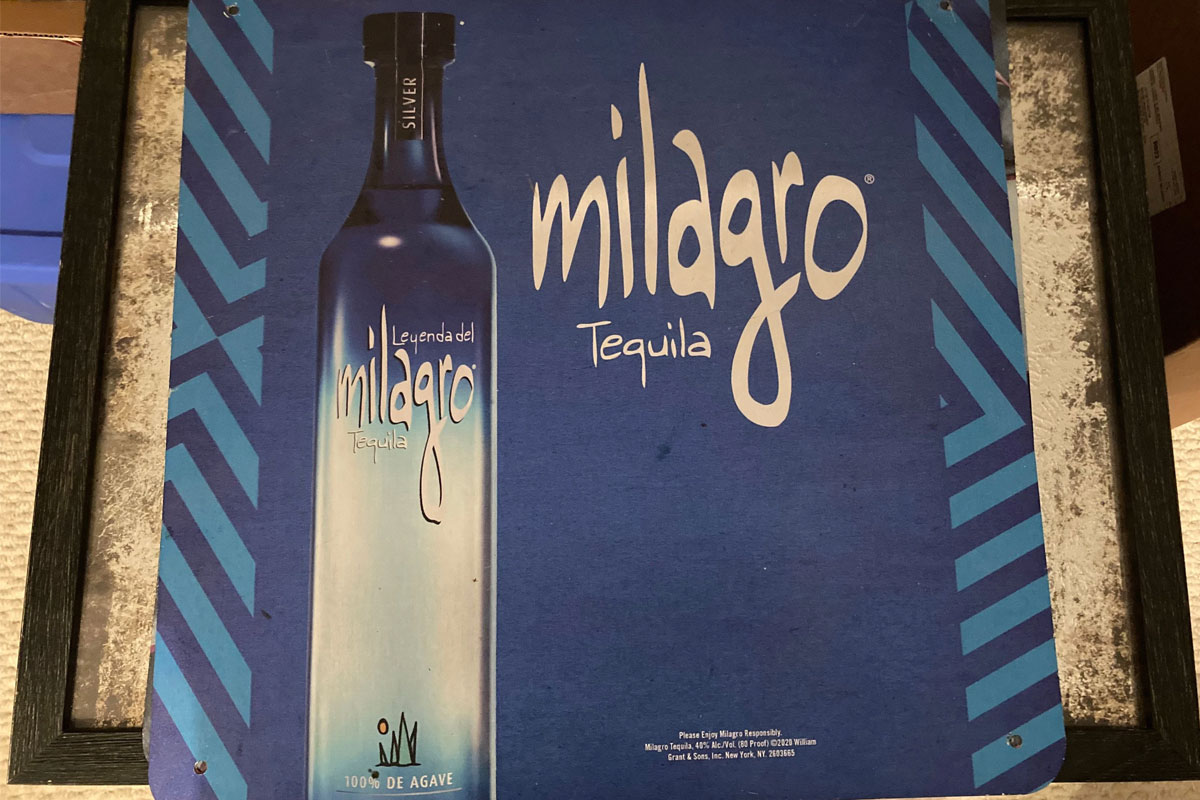 SILVER
Leyenda del
milagro
Tequila
100% DE AGAVE
milagro®
Tequila
Please Enjoy Milagro Responsibly.
Milagro Tequila, 40% Alc./Vol. (80 Proof) ©2020 William
Grant & Sons, Inc. New York, NY. 2603665